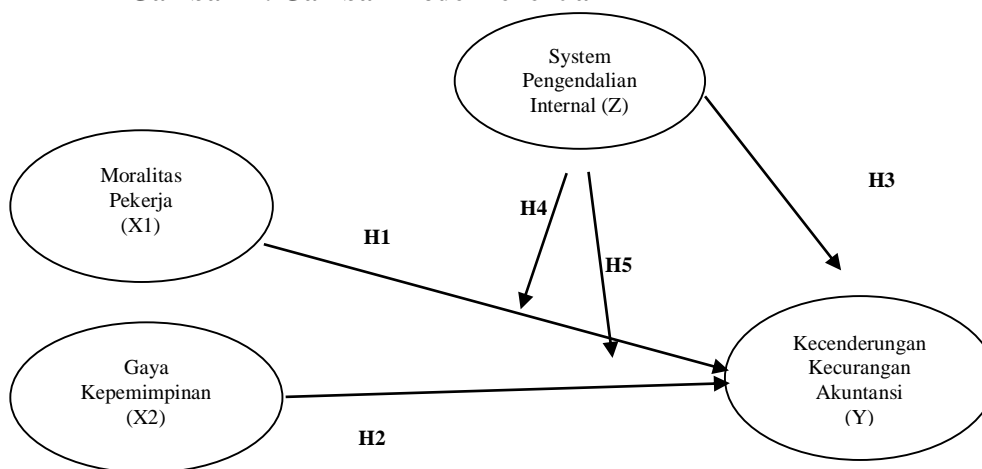 System
Pengendalian
Internal (Z)
Moralitas
Pekerja
(X1)
H3
H4
H1
H5
Gaya
Kepemimpinan
(X2)
Kecenderungan
Kecurangan
Akuntansi
(Y)
H2